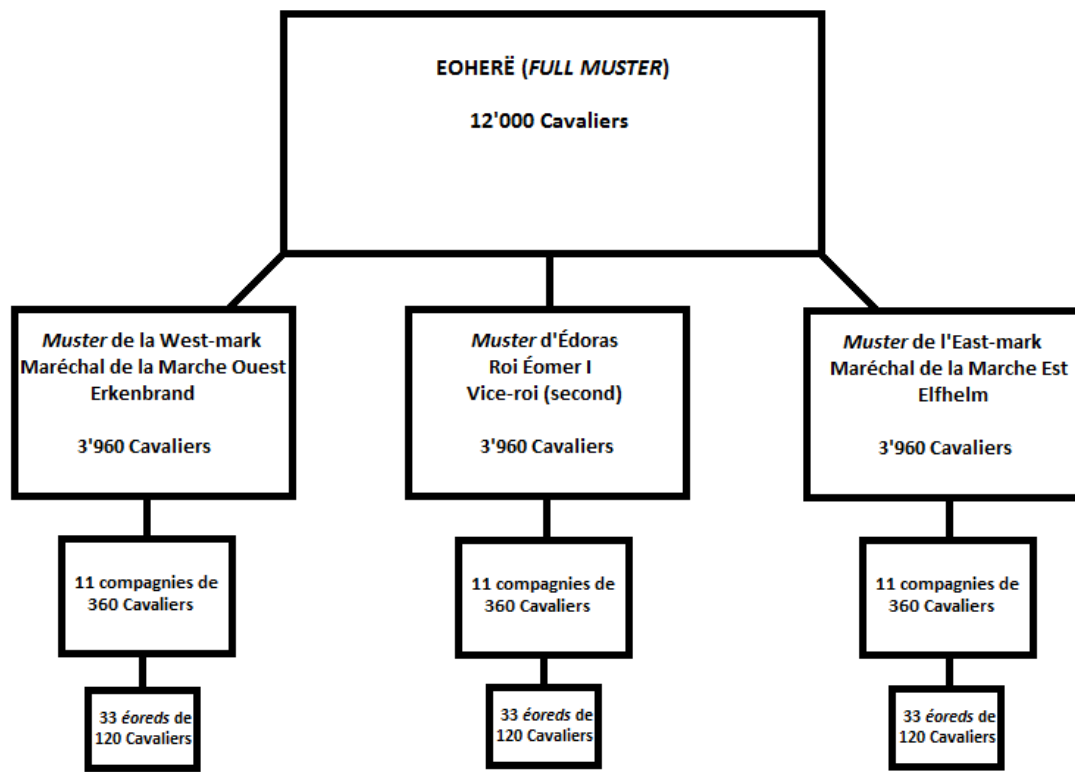 EOHERË (FULL MUSTER)
12'000 Cavaliers
Muster de la West-mark
Maréchal de la Marche Ouest
Erkenbrand
3'960 Cavaliers
Muster d'Édoras
Roi Éomer I
Vice-roi (second)
3'960 Cavaliers
Muster de l'East-mark
Maréchal de la Marche Est
Elfhelm
3'960 Cavaliers
11 compagnies de
360 Cavaliers
11 compagnies de
360 Cavaliers
11 compagnies de
360 Cavaliers
33 éoreds de
120 Cavaliers
33 éoreds de
120 Cavaliers
33 éoreds de
120 Cavaliers